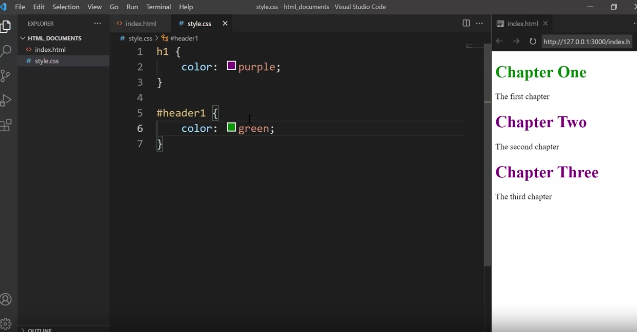 File Edit Selection View Go Run Terminal Help
style.css - html_documents - Visual Studio Code
EXPLORER
HTML_DOCUMENTS
index.html
style.css
OUTLINE
index.html
style.css
style.css > #header1
1 h1 {
2 color: purple;
3 }
4
5 #header1 {
6 color: green;
7 }
index.html
http://127.0.0.1:3000/index.h
Chapter One
The first chapter
Chapter Two
The second chapter
Chapter Three
The third chapter